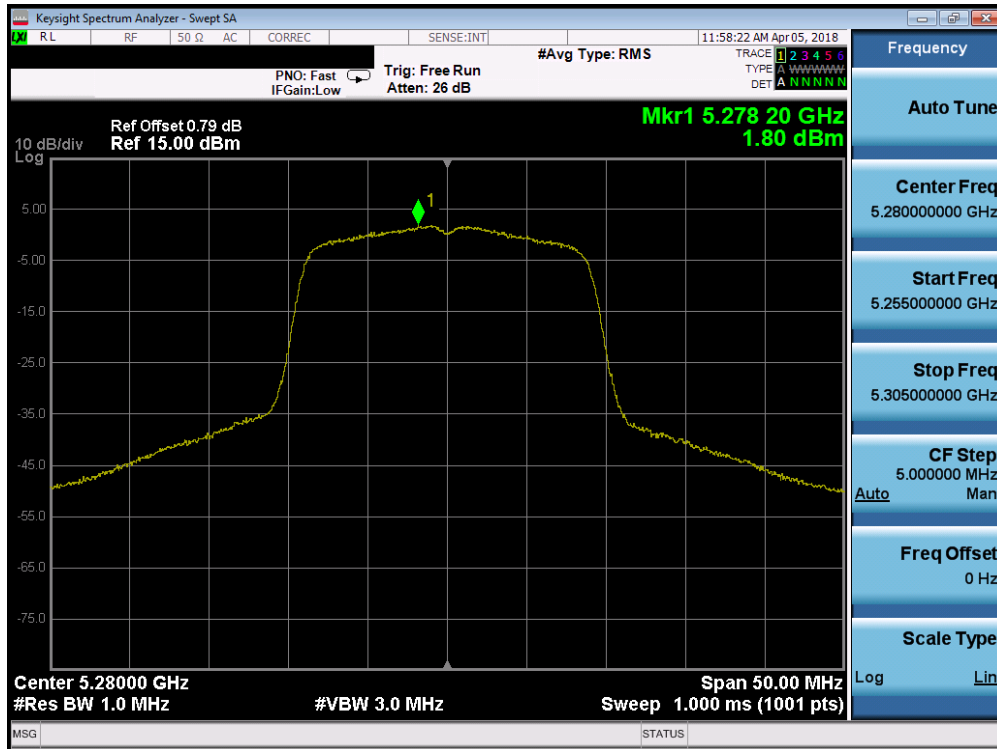 Keysight Spectrum Analyzer - Swept SA
LXI RL RF 50 Ω AC CORREC SENSE:INT 11:58:22 AM Apr 05, 2018
#Avg Type: RMS
TRACE 1 2 3 4 5 6
TYPE A WWWWW
DET A N N N N N
PNO: Fast
IFGain:Low
Trig: Free Run
Atten: 26 dB
Mkr1 5.278 20 GHz
1.80 dBm
Ref Offset 0.79 dB
10 dB/div Ref 15.00 dBm
Log
1
5.00
-5.00
-15.0
-25.0
-35.0
-45.0
-55.0
-65.0
-75.0
Center 5.28000 GHz Span 50.00 MHz
#Res BW 1.0 MHz #VBW 3.0 MHz Sweep 1.000 ms (1001 pts)
MSG STATUS
Frequency
Auto Tune
Center Freq
5.280000000 GHz
Start Freq
5.255000000 GHz
Stop Freq
5.305000000 GHz
CF Step
5.000000 MHz
Auto Man
Freq Offset
0 Hz
Scale Type
Log Lin